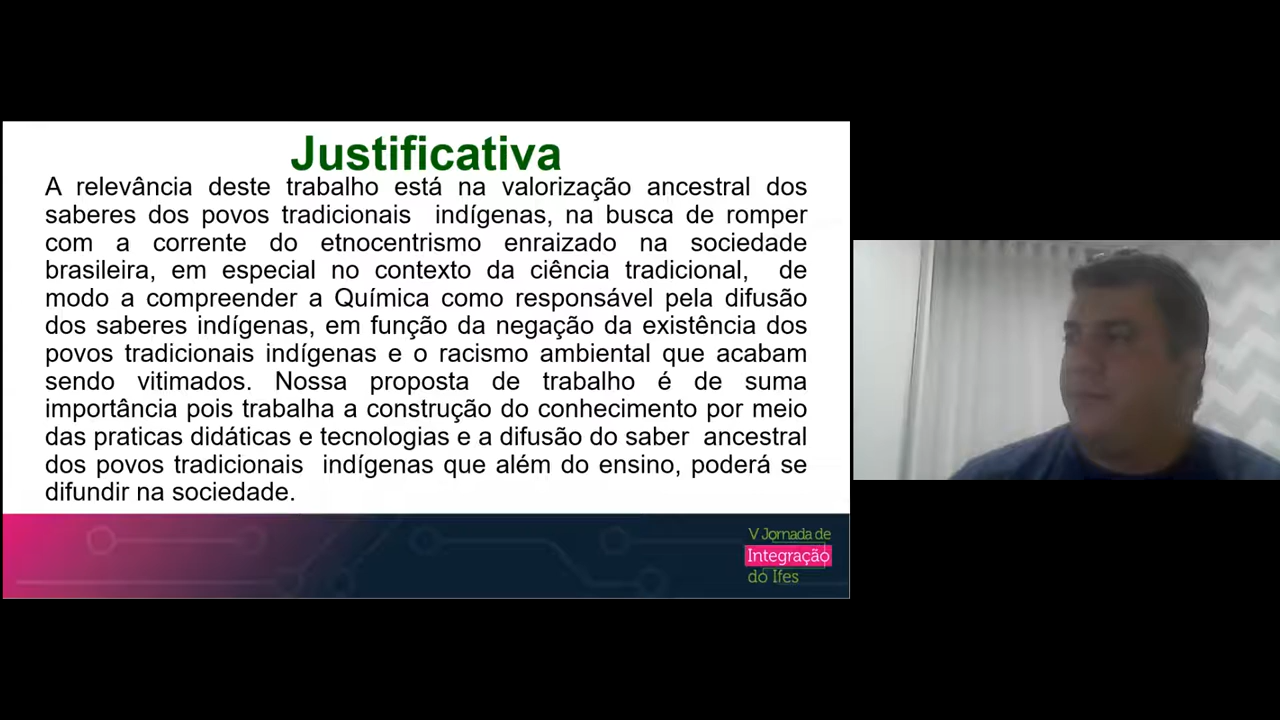 Justificativa
A relevância deste trabalho está na valorização ancestral dos
saberes dos povos tradicionais indígenas, na busca de romper
com a corrente do etnocentrismo enraizado na sociedade
brasileira, em especial no contexto da ciência tradicional, de
modo a compreender a Química como responsável pela difusão
dos saberes indígenas, em função da negação da existência dos
povos tradicionais indígenas e o racismo ambiental que acabam
sendo vitimados. Nossa proposta de trabalho é de suma
importância pois trabalha a construção do conhecimento por meio
das praticas didáticas e tecnologias e a difusão do saber ancestral
dos povos tradicionais indígenas que além do ensino, poderá se
difundir na sociedade.
V Jornada de
Integração
do Ifes